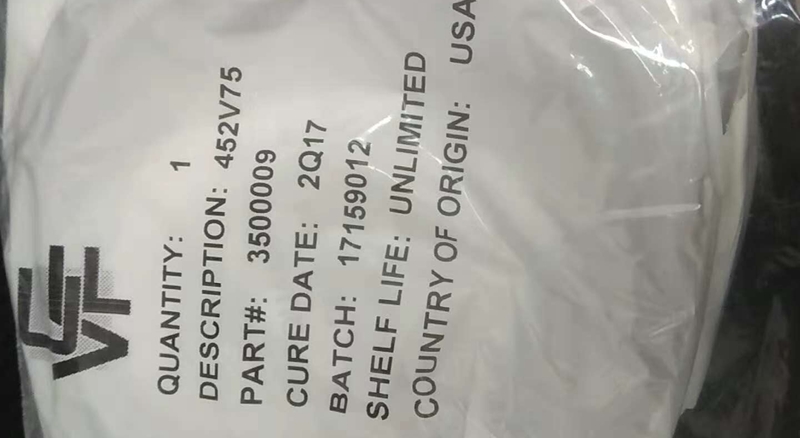 QUANTITY: 1
DESCRIPTION: 452V75
PART#: 3500009
CURE DATE: 2Q17
BATCH: 17159012
SHELF LIFE: UNLIMITED
COUNTRY OF ORIGIN: USA